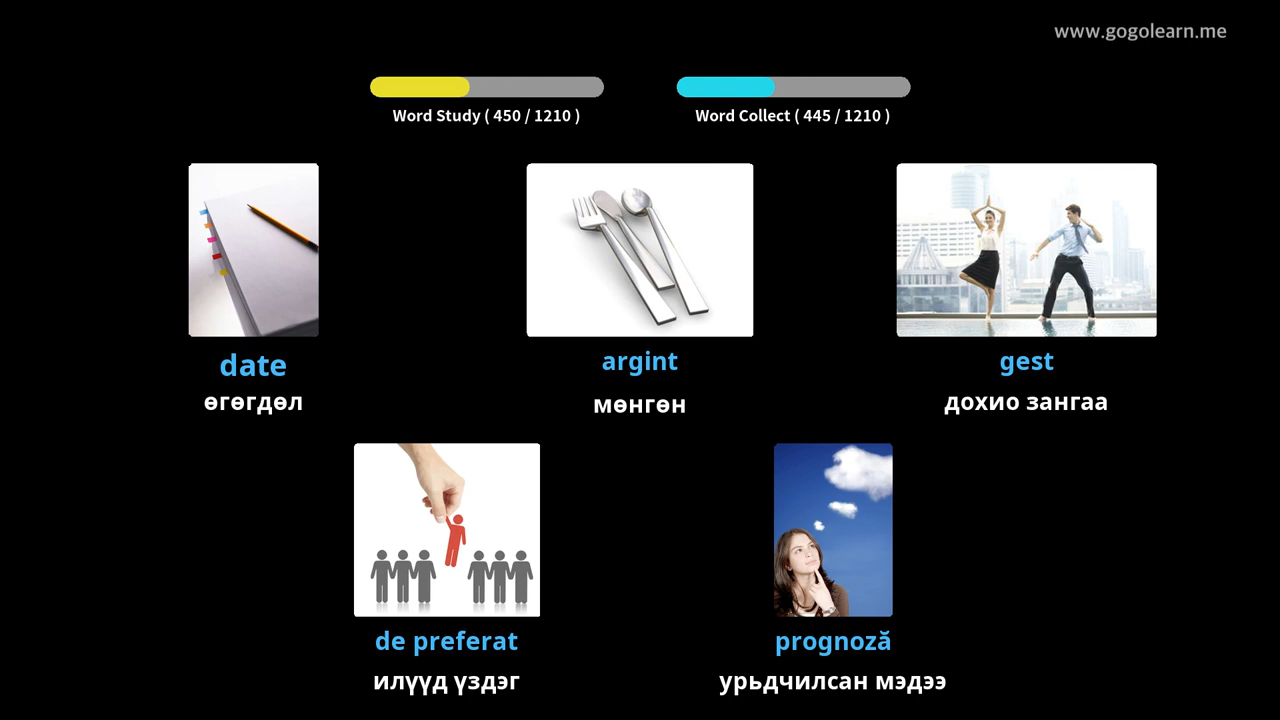 www.gogolearn.me
Word Study ( 450 / 1210 )
Word Collect ( 445 / 1210 )
date
өгөгдөл
argint
мөнгөн
gest
дохио зангаа
de preferat
илүүд үздэг
prognoză
урьдчилсан мэдээ